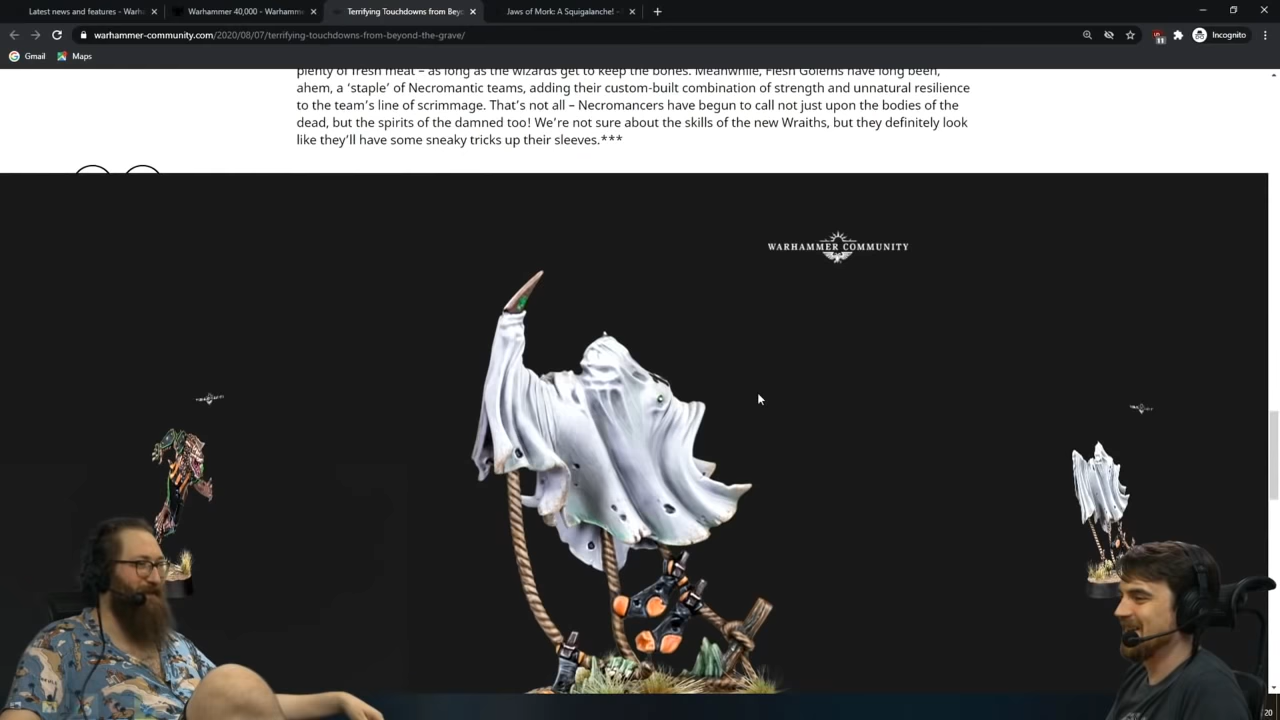 Latest news and features - Warha
Warhammer 40,000 - Warhamme
Terrifying Touchdowns from Bey
Jaws of Mork: A Squigalanche! -
warhammer-community.com/2020/08/07/terrifying-touchdowns-from-beyond-the-grave/
11
Incognito
Gmail
Maps
plenty of fresh meat – as long as the wizards get to keep the bones. Meanwhile, Flesh Golems have long been,
ahem, a ‘staple’ of Necromantic teams, adding their custom-built combination of strength and unnatural resilience
to the team’s line of scrimmage. That’s not all – Necromancers have begun to call not just upon the bodies of the
dead, but the spirits of the damned too! We’re not sure about the skills of the new Wraiths, but they definitely look
like they’ll have some sneaky tricks up their sleeves.***
WARHAMMER COMMUNITY
20